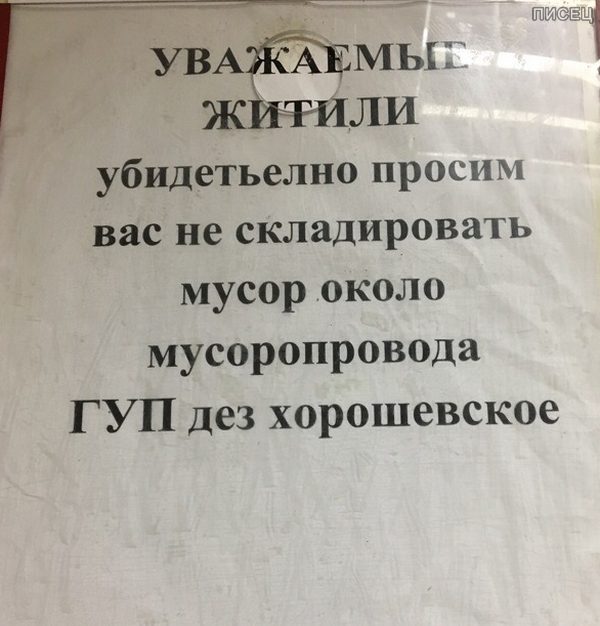 ПИСЕЦ
УВАЖАЕМЫЕ
ЖИТИЛИ
убидетьелно просим
вас не складировать
мусор около
мусоропровода
ГУП дез хорошевское